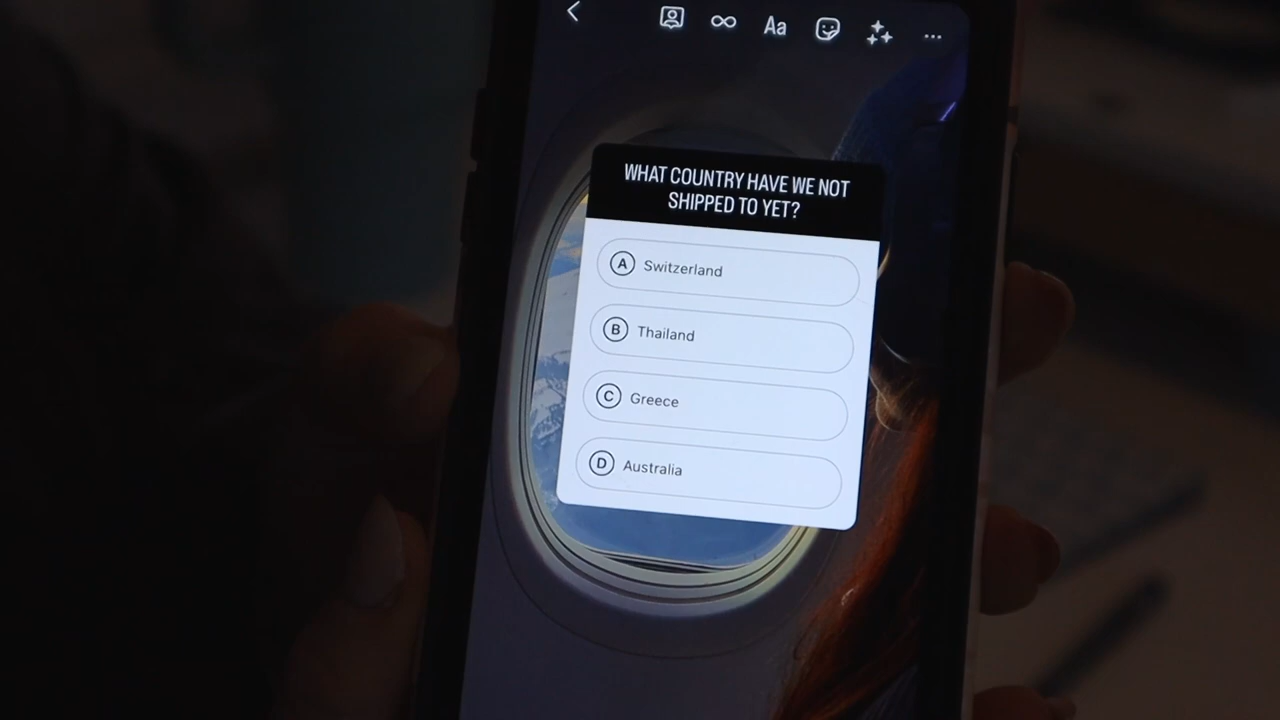 Aa
WHAT COUNTRY HAVE WE NOT
SHIPPED TO YET?
A Switzerland
B Thailand
C Greece
D Australia